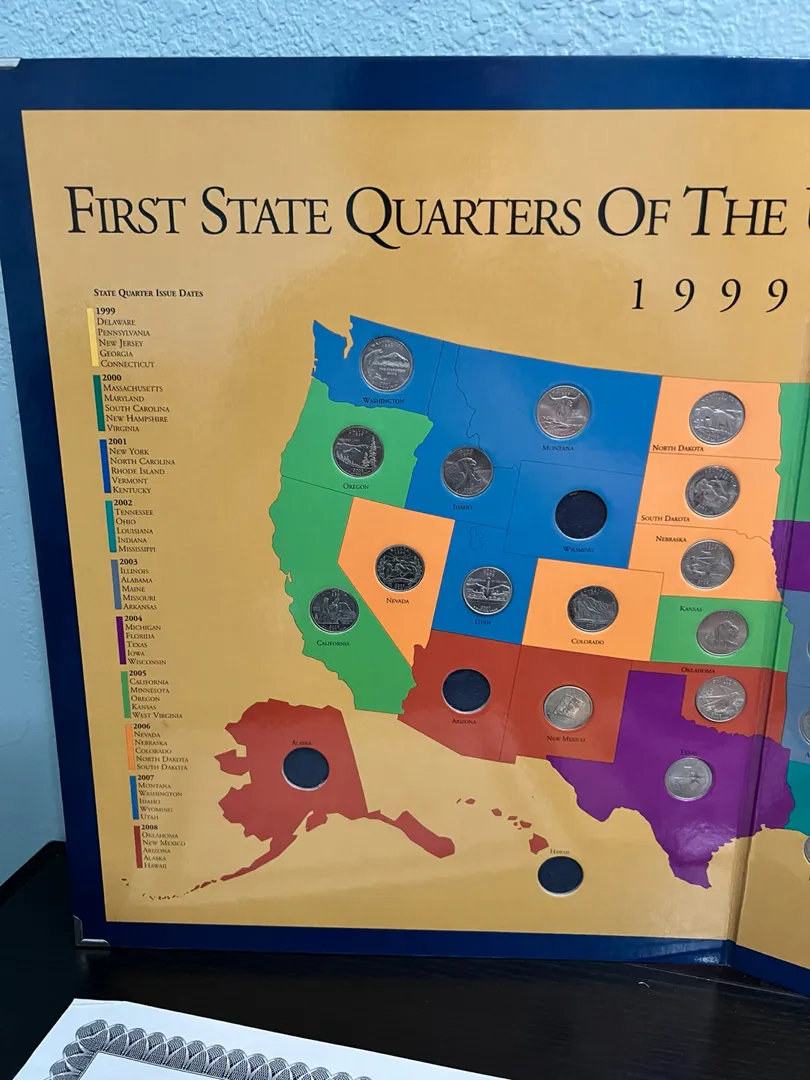 FIRST STATE QUARTERS OF THE
1999
STATE QUARTER ISSUE DATES
1999
DELAWARE
PENNSYLVANIA
NEW JERSEY
GEORGIA
CONNECTICUT
2000
MASSACHUSETTS
MARYLAND
SOUTH CAROLINA
NEW HAMPSHIRE
VIRGINIA
2001
NEW YORK
NORTH CAROLINA
RHODE ISLAND
VERMONT
KENTUCKY
2002
TENNESSEE
OHIO
LOUISIANA
INDIANA
MISSISSIPPI
2003
ILLINOIS
ALABAMA
MAINE
MISSOURI
ARKANSAS
2004
MICHIGAN
FLORIDA
TEXAS
IOWA
WISCONSIN
2005
CALIFORNIA
MINNESOTA
OREGON
KANSAS
WEST VIRGINIA
2006
NEVADA
NEBRASKA
COLORADO
NORTH DAKOTA
SOUTH DAKOTA
2007
MONTANA
WASHINGTON
IDAHO
WYOMING
UTAH
2008
OKLAHOMA
NEW MEXICO
ARIZONA
ALASKA
HAWAII
WASHINGTON
MONTANA
NORTH DAKOTA
OREGON
IDAHO
SOUTH DAKOTA
WYOMING
NEBRASKA
NEVADA
UTAH
COLORADO
KANSAS
CALIFORNIA
OKLAHOMA
ARIZONA
NEW MEXICO
TEXAS
ALASKA
HAWAII